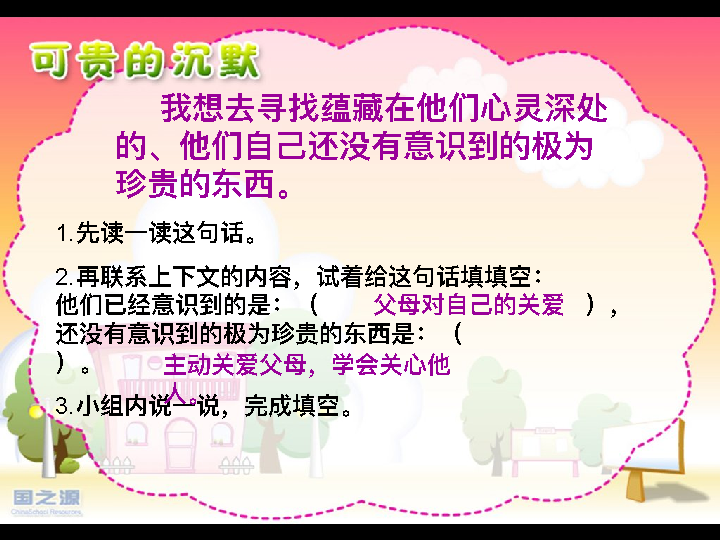 可贵的沉默
我想去寻找蕴藏在他们心灵深处
的、他们自己还没有意识到的极为
珍贵的东西。
1.先读一读这句话。
2.再联系上下文的内容，试着给这句话填填空：
他们已经意识到的是：（ 父母对自己的关爱 ），
还没有意识到的极为珍贵的东西是：（
）。 主动关爱父母，学会关心他
人。
3.小组内说一说，完成填空。
国之源
ChinaSchool Resources